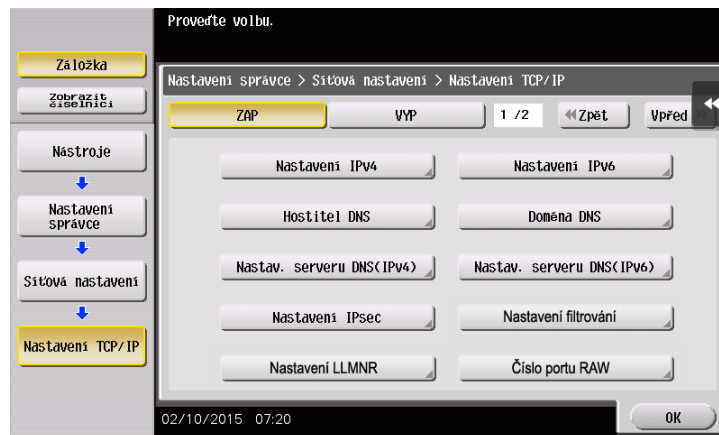 Proveďte volbu.
Záložka
Zobrazit
číselníci
Nástroje
Nastavení
správce
Síťová nastavení
Nastavení TCP/IP
Nastavení správce > Síťová nastavení > Nastavení TCP/IP
ZAP
VYP
1 /2
Zpět
Vpřed
Nastavení IPv4
Nastavení IPv6
Hostitel DNS
Doména DNS
Nastav. serveru DNS(IPv4)
Nastav. serveru DNS(IPv6)
Nastavení IPsec
Nastavení filtrování
Nastavení LLMNR
Číslo portu RAW
02/10/2015 07:20
OK